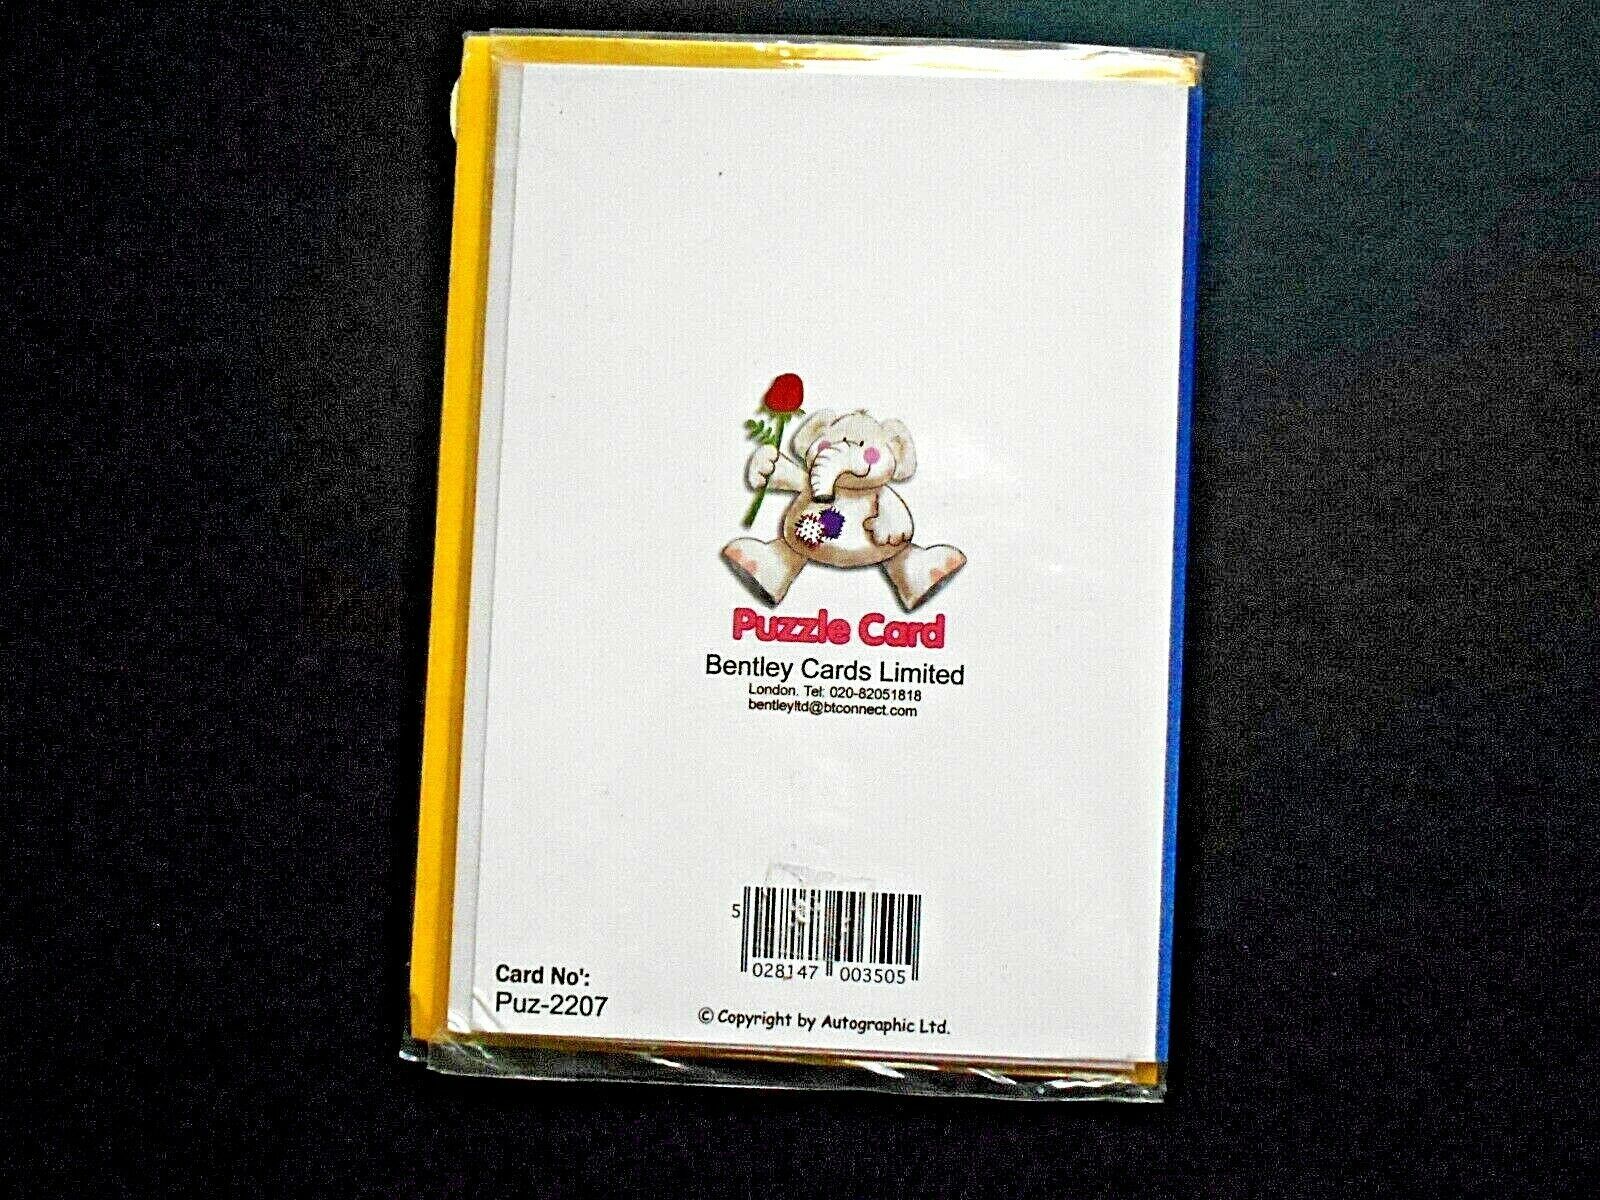 Puzzle Card
Bentley Cards Limited
London. Tel: 020-82051818
bentleyltd@btconnect.com
5 028147 003505
Card No':
Puz-2207
© Copyright by Autographic Ltd.